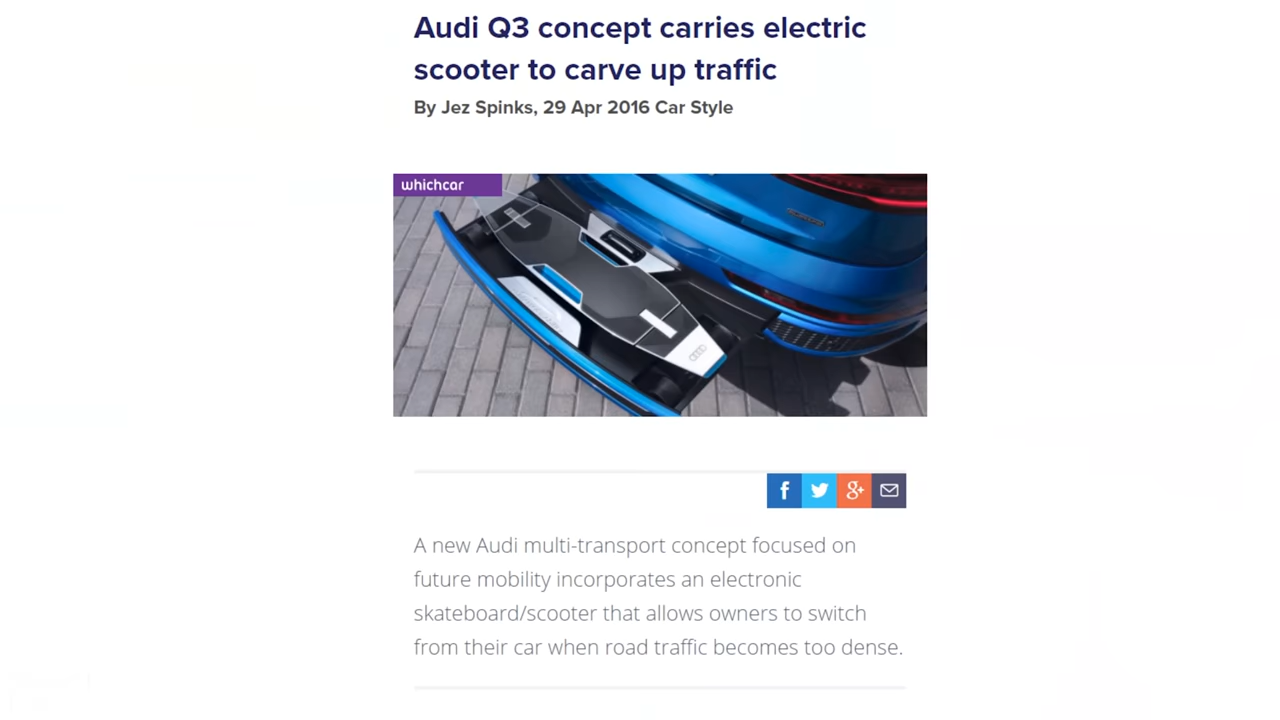 Audi Q3 concept carries electric
scooter to carve up traffic
By Jez Spinks, 29 Apr 2016 Car Style
whichcar
A new Audi multi-transport concept focused on
future mobility incorporates an electronic
skateboard/scooter that allows owners to switch
from their car when road traffic becomes too dense.